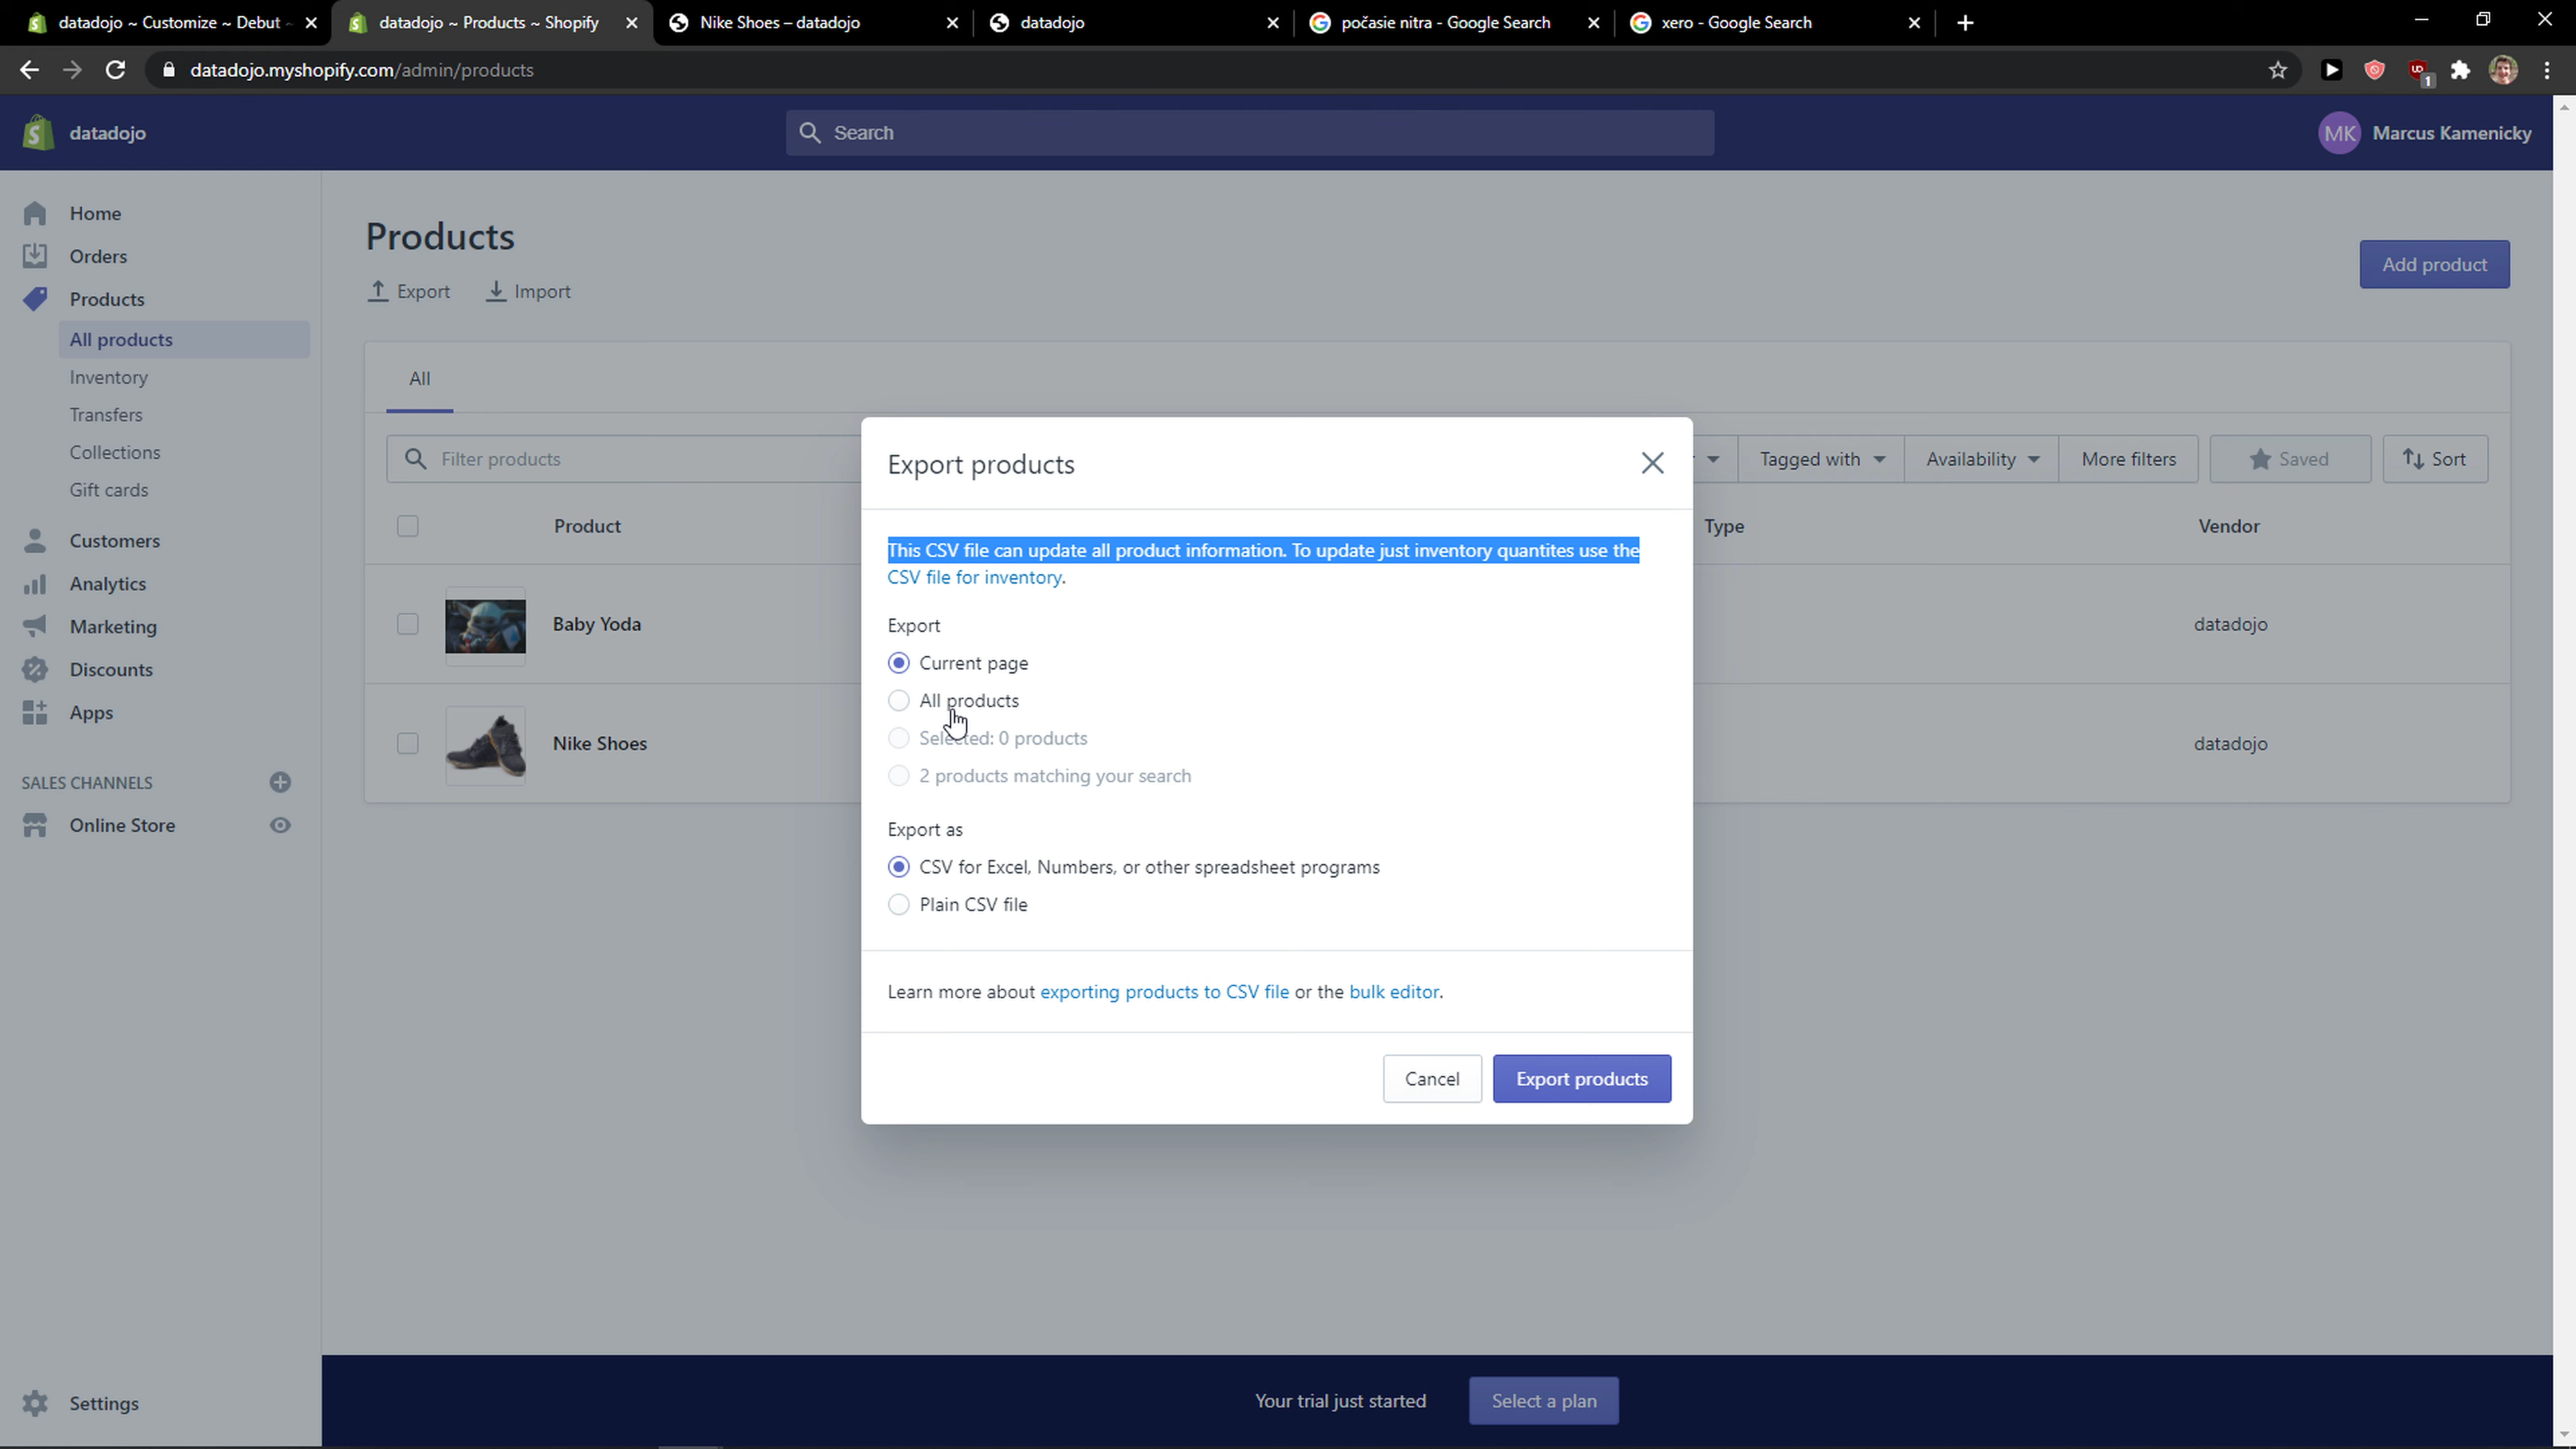 datadojo ~ Customize ~ Debut
datadojo ~ Products ~ Shopify
Nike Shoes – datadojo
datadojo
počasie nitra - Google Search
xero - Google Search
datadojo.myshopify.com/admin/products
1
datadojo
Search
MK
Marcus Kamenicky
Home
Orders
Products
All products
Inventory
Transfers
Collections
Gift cards
Customers
Analytics
Marketing
Discounts
Apps
SALES CHANNELS
Online Store
Settings
Products
Export
Import
Add product
All
Filter products
Tagged with
Availability
More filters
Saved
Sort
Product
Type
Vendor
Baby Yoda
datadojo
Nike Shoes
datadojo
Export products
This CSV file can update all product information. To update just inventory quantites use the
CSV file for inventory.
Export
Current page
All products
Selected: 0 products
2 products matching your search
Export as
CSV for Excel, Numbers, or other spreadsheet programs
Plain CSV file
Learn more about exporting products to CSV file or the bulk editor.
Cancel
Export products
Your trial just started
Select a plan